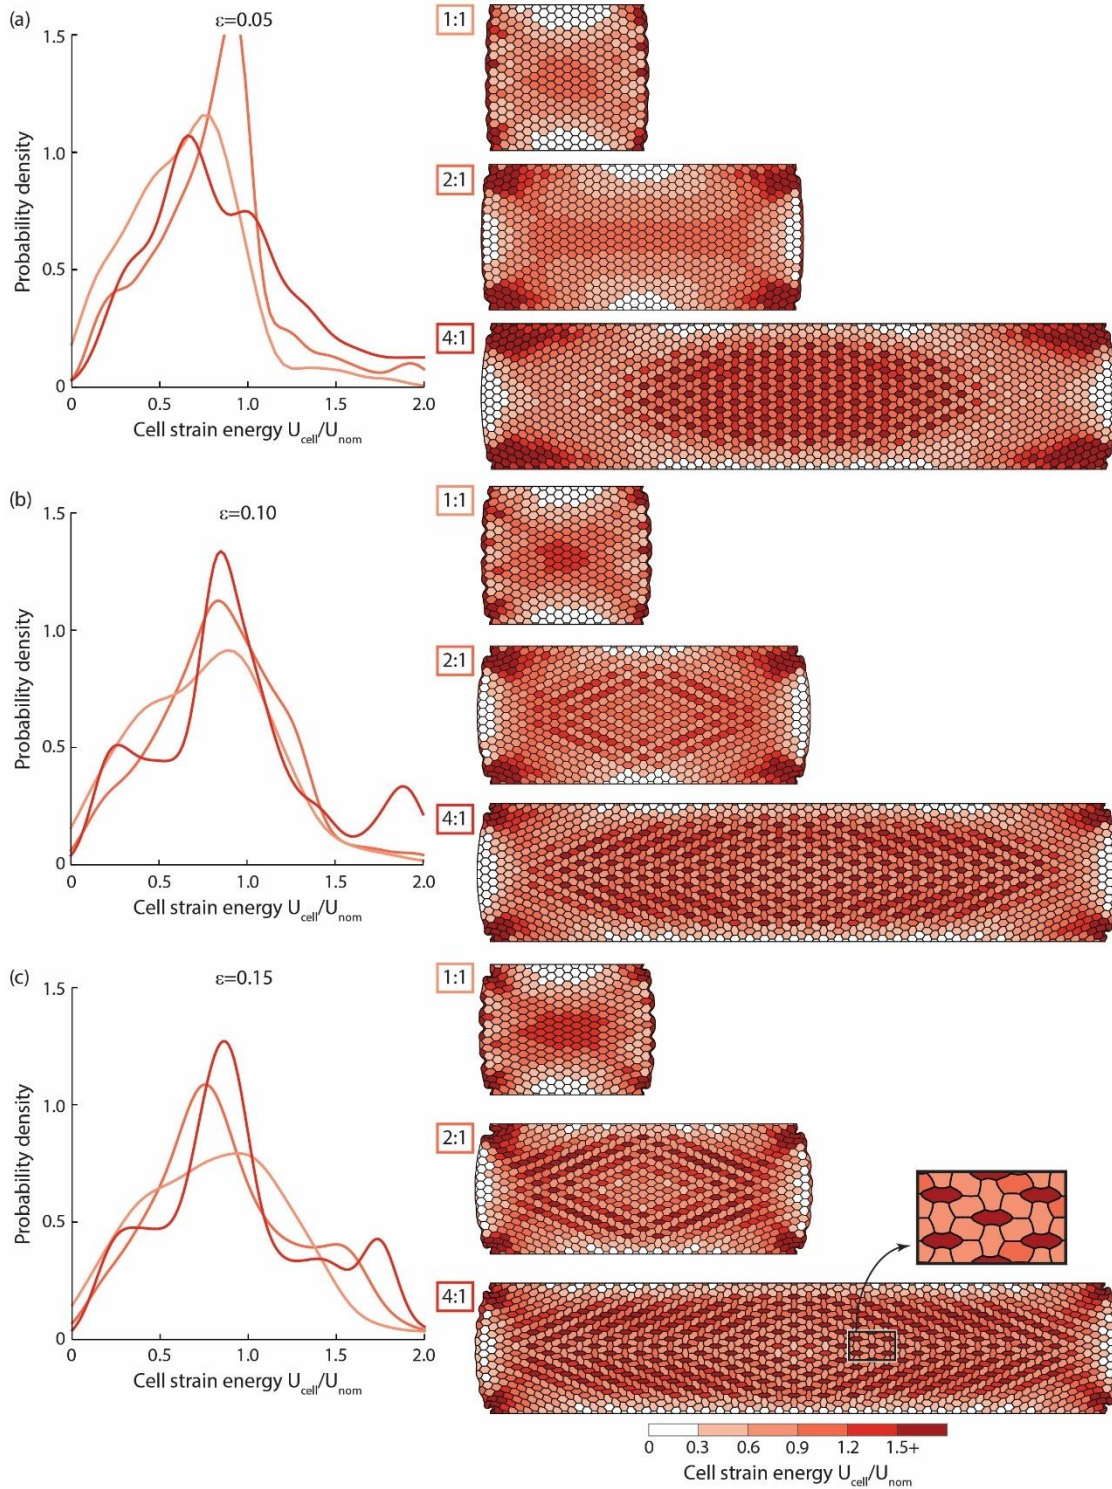 (a)
ε=0.05
1.5
1.0
0.5
0
0 0.5 1.0 1.5 2.0
Probability density
Cell strain energy U_cell/U_nom
1:1
2:1
4:1
(b)
ε=0.10
1.5
1.0
0.5
0
0 0.5 1.0 1.5 2.0
Probability density
Cell strain energy U_cell/U_nom
1:1
2:1
4:1
(c)
ε=0.15
1.5
1.0
0.5
0
0 0.5 1.0 1.5 2.0
Probability density
Cell strain energy U_cell/U_nom
1:1
2:1
4:1
0 0.3 0.6 0.9 1.2 1.5+
Cell strain energy U_cell/U_nom